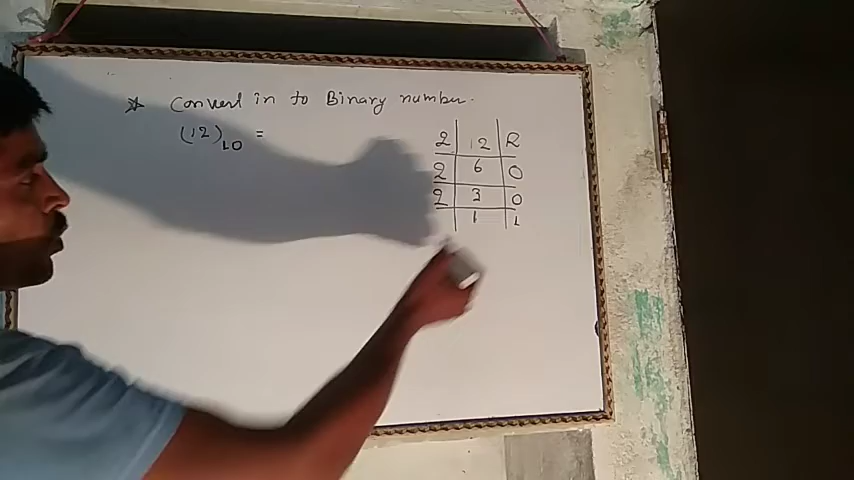 ☆ Convert in to Binary number.
(12)10 =
2 12 R
2 6 0
2 3 0
1 1